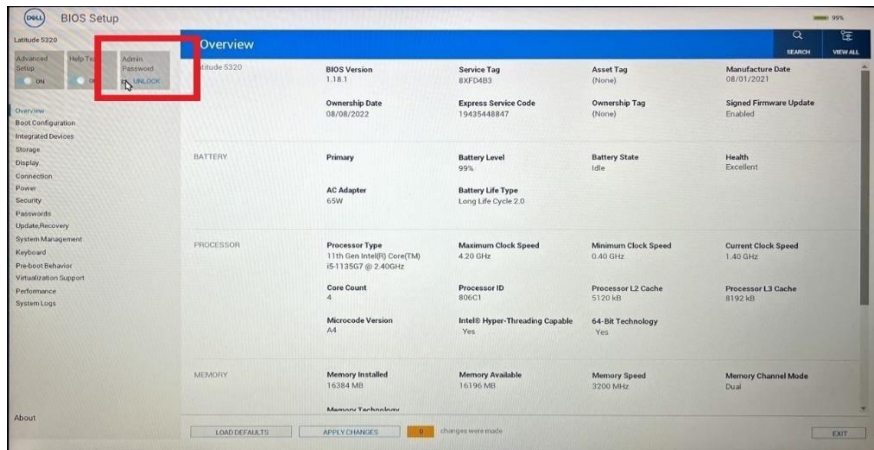 DELL BIOS Setup
99%
Latitude 5320
Advanced Setup
ON
Admin Password
UNLOCK
Overview
SEARCH
VIEW ALL
Overview
Boot Configuration
Integrated Devices
Storage
Display
Connection
Power
Security
Passwords
Update,Recovery
System Management
Keyboard
Pre-boot Behavior
Virtualization Support
Performance
System Logs
About
BIOS Version Service Tag Asset Tag Manufacture Date
1.18.1 8XFD4B3 (None) 08/01/2021
Ownership Date Express Service Code Ownership Tag Signed Firmware Update
08/08/2022 19435448847 (None) Enabled
BATTERY Primary Battery Level Battery State Health
99% Idle Excellent
AC Adapter Battery Life Type
65W Long Life Cycle 2.0
PROCESSOR Processor Type Maximum Clock Speed Minimum Clock Speed Current Clock Speed
11th Gen Intel(R) Core(TM) 4.20 GHz 0.40 GHz 1.40 GHz
i5-1135G7 @ 2.40GHz
Core Count Processor ID Processor L2 Cache Processor L3 Cache
4 806C1 5120 kB 8192 kB
Microcode Version Intel® Hyper-Threading Capable 64-Bit Technology
A4 Yes Yes
MEMORY Memory Installed Memory Available Memory Speed Memory Channel Mode
16384 MB 16196 MB 3200 MHz Dual
Memory Technology
LOAD DEFAULTS APPLY CHANGES 0 changes were made EXIT